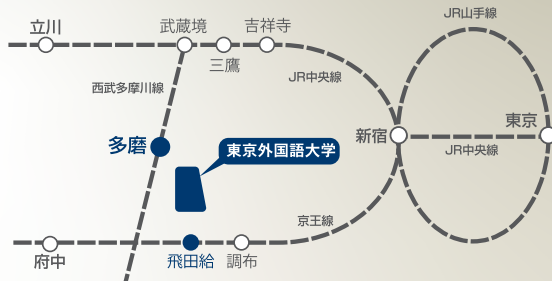 JR山手線
立川
武蔵境
吉祥寺
三鷹
JR中央線
西武多摩川線
東京
新宿
多磨
東京外国語大学
JR中央線
京王線
府中
飛田給
調布